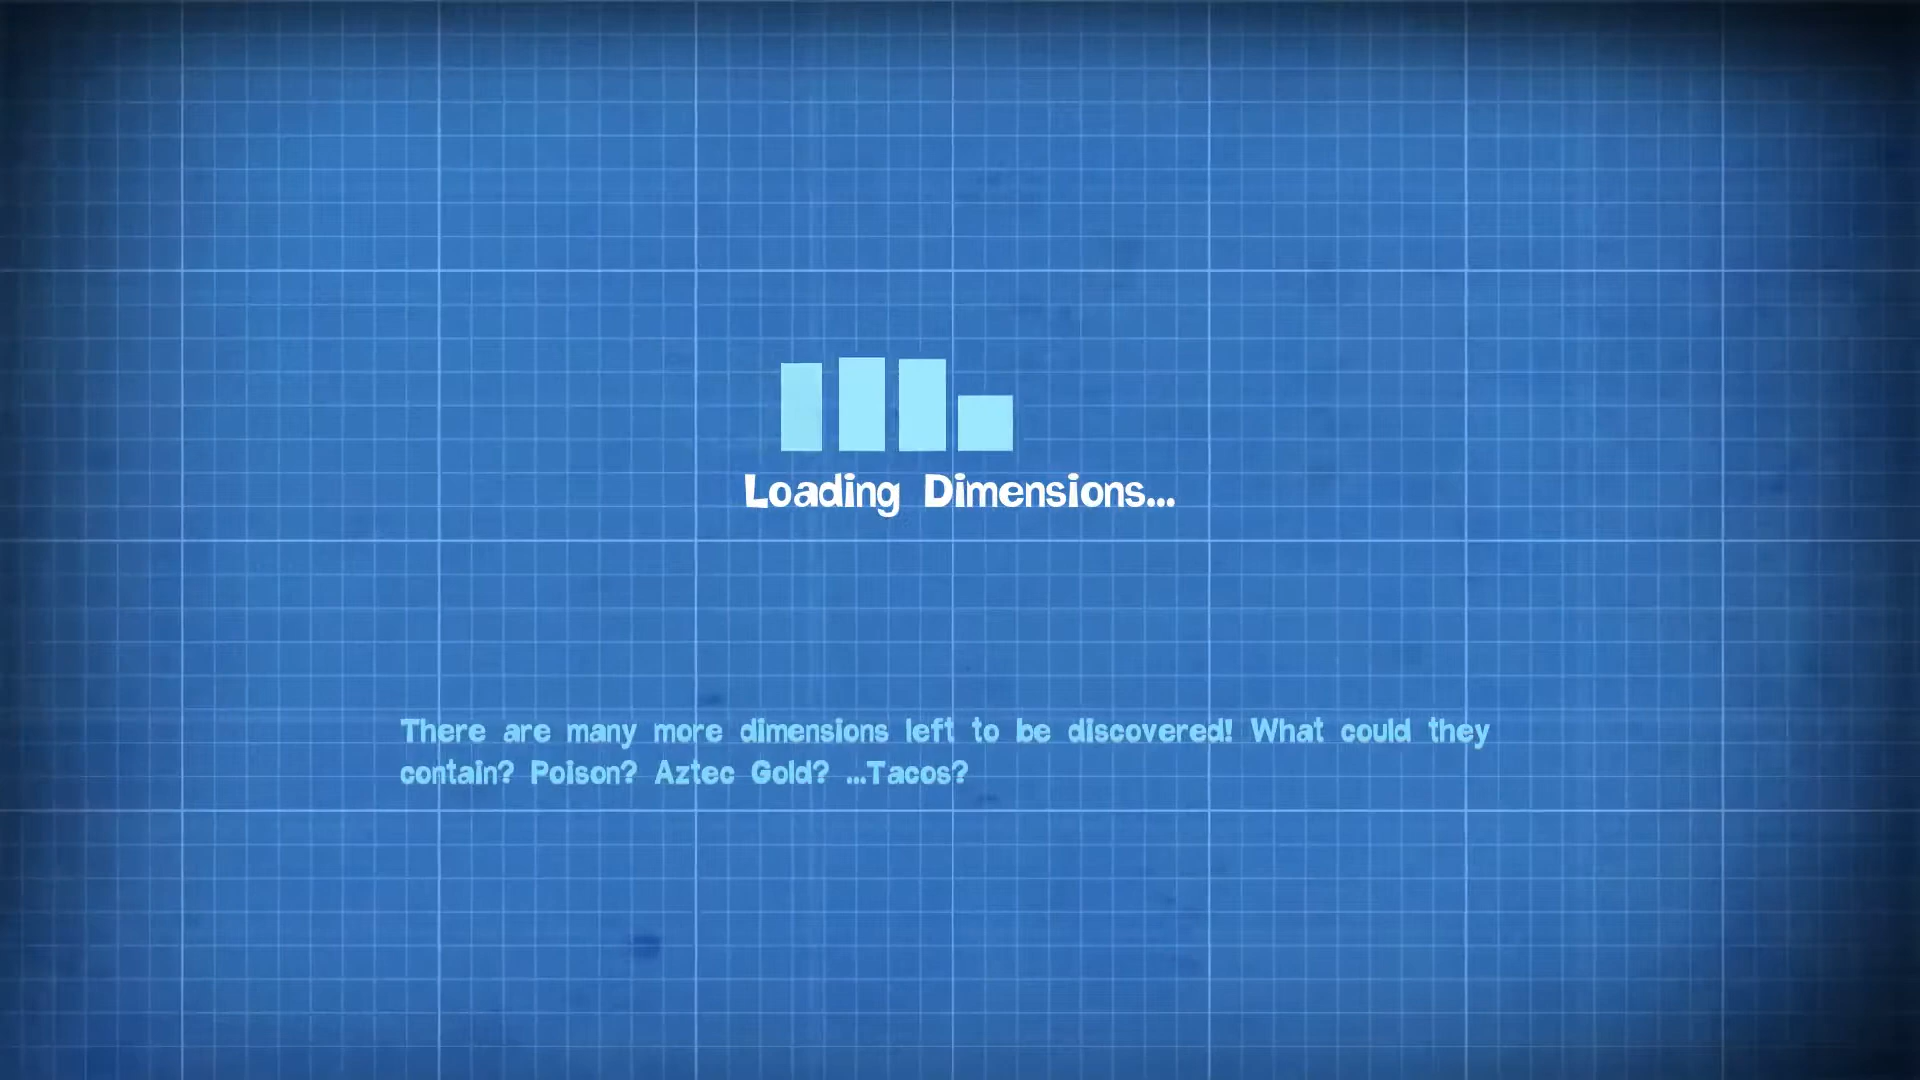 Loading Dimensions...
There are many more dimensions left to be discovered! What could they
contain? Poison? Aztec Gold? ...Tacos?